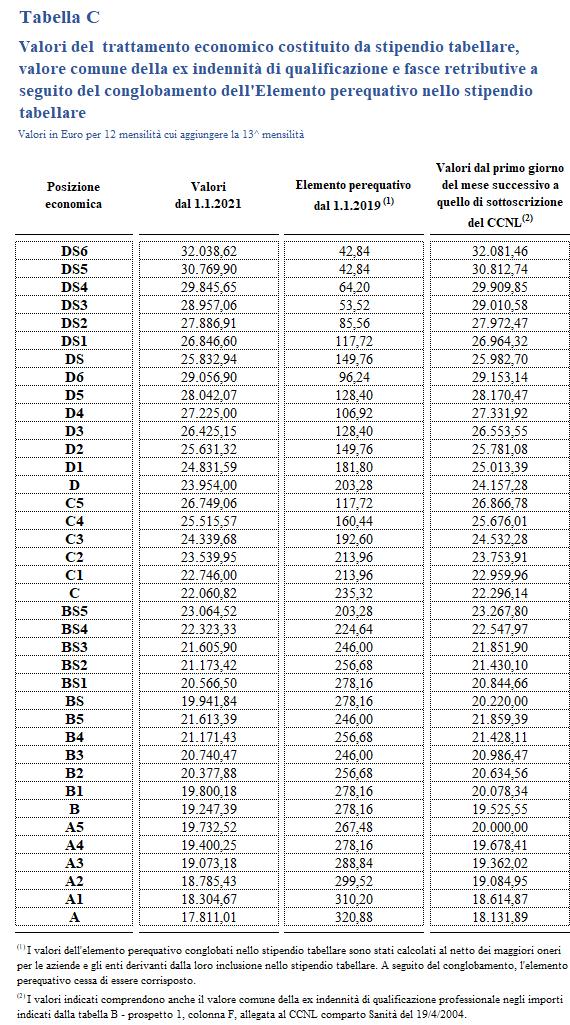 Tabella C
Valori del trattamento economico costituito da stipendio tabellare,
valore comune della ex indennità di qualificazione e fasce retributive a
seguito del conglobamento dell'Elemento perequativo nello stipendio
tabellare
Valori in Euro per 12 mensilità cui aggiungere la 13^ mensilità
Posizione economica | Valori dal 1.1.2021 | Elemento perequativo dal 1.1.2019 (1) | Valori dal primo giorno del mese successivo a quello di sottoscrizione del CCNL(2)
DS6 32.038,62 42,84 32.081,46
DS5 30.769,90 42,84 30.812,74
DS4 29.845,65 64,20 29.909,85
DS3 28.957,06 53,52 29.010,58
DS2 27.886,91 85,56 27.972,47
DS1 26.846,60 117,72 26.964,32
DS 25.832,94 149,76 25.982,70
D6 29.056,90 96,24 29.153,14
D5 28.042,07 128,40 28.170,47
D4 27.225,00 106,92 27.331,92
D3 26.425,15 128,40 26.553,55
D2 25.631,32 149,76 25.781,08
D1 24.831,59 181,80 25.013,39
D 23.954,00 203,28 24.157,28
C5 26.749,06 117,72 26.866,78
C4 25.515,57 160,44 25.676,01
C3 24.339,68 192,60 24.532,28
C2 23.539,95 213,96 23.753,91
C1 22.746,00 213,96 22.959,96
C 22.060,82 235,32 22.296,14
BS5 23.064,52 203,28 23.267,80
BS4 22.323,33 224,64 22.547,97
BS3 21.605,90 246,00 21.851,90
BS2 21.173,42 256,68 21.430,10
BS1 20.566,50 278,16 20.844,66
BS 19.941,84 278,16 20.220,00
B5 21.613,39 246,00 21.859,39
B4 21.171,43 256,68 21.428,11
B3 20.740,47 246,00 20.986,47
B2 20.377,88 256,68 20.634,56
B1 19.800,18 278,16 20.078,34
B 19.247,39 278,16 19.525,55
A5 19.732,52 267,48 20.000,00
A4 19.400,25 278,16 19.678,41
A3 19.073,18 288,84 19.362,02
A2 18.785,43 299,52 19.084,95
A1 18.304,67 310,20 18.614,87
A 17.811,01 320,88 18.131,89
(1) I valori dell'elemento perequativo conglobati nello stipendio tabellare sono stati calcolati al netto dei maggiori oneri
per le aziende e gli enti derivanti dalla loro inclusione nello stipendio tabellare. A seguito del conglobamento, l'elemento
perequativo cessa di essere corrisposto.
(2) I valori indicati comprendono anche il valore comune della ex indennità di qualificazione professionale negli importi
indicati dalla tabella B - prospetto 1, colonna F, allegata al CCNL comparto Sanità del 19/4/2004.